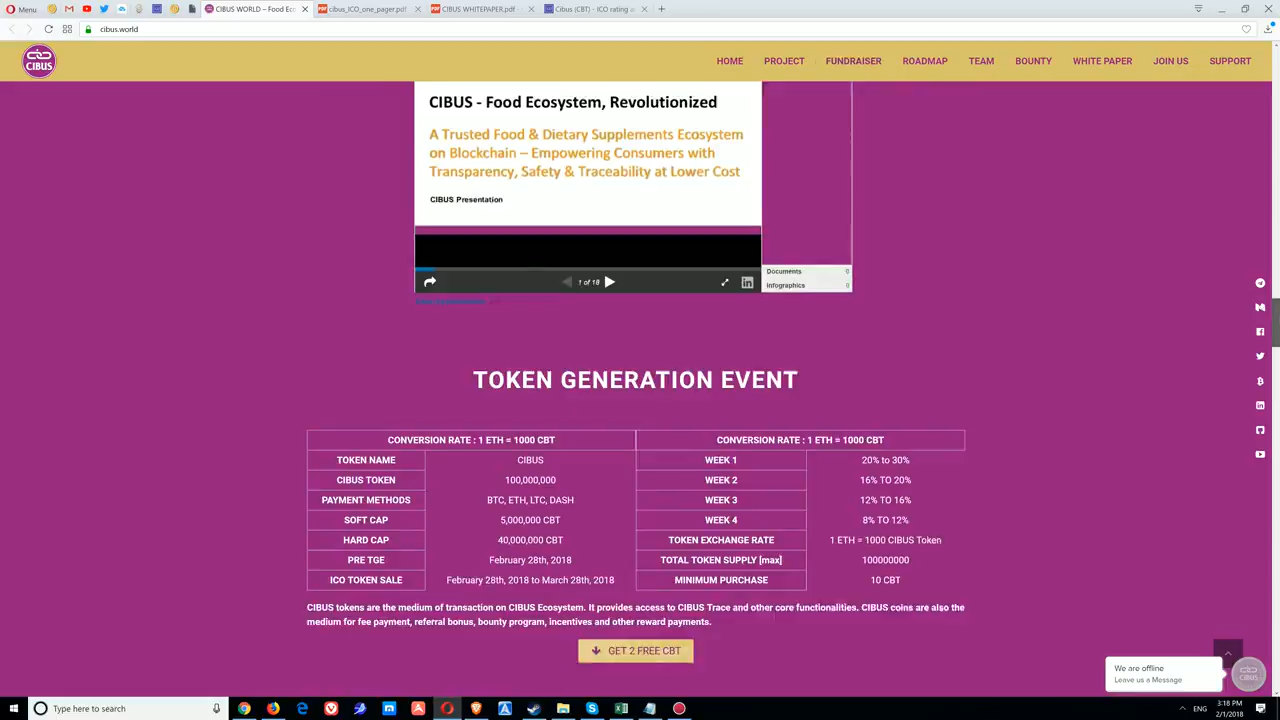 Menu
CIBUS WORLD – Food Eco
cibus_ICO_one_pager.pdf
CIBUS WHITEPAPER.pdf
Cibus (CBT) - ICO rating a
cibus.world
CIBUS
HOME
PROJECT
FUNDRAISER
ROADMAP
TEAM
BOUNTY
WHITE PAPER
JOIN US
SUPPORT
CIBUS - Food Ecosystem, Revolutionized
A Trusted Food & Dietary Supplements Ecosystem
on Blockchain – Empowering Consumers with
Transparency, Safety & Traceability at Lower Cost
CIBUS Presentation
Documents 0
1 of 18
Infographics 0
TOKEN GENERATION EVENT
CONVERSION RATE : 1 ETH = 1000 CBT CONVERSION RATE : 1 ETH = 1000 CBT
TOKEN NAME CIBUS WEEK 1 20% to 30%
CIBUS TOKEN 100,000,000 WEEK 2 16% TO 20%
PAYMENT METHODS BTC, ETH, LTC, DASH WEEK 3 12% TO 16%
SOFT CAP 5,000,000 CBT WEEK 4 8% TO 12%
HARD CAP 40,000,000 CBT TOKEN EXCHANGE RATE 1 ETH = 1000 CIBUS Token
PRE TGE February 28th, 2018 TOTAL TOKEN SUPPLY [max] 100000000
ICO TOKEN SALE February 28th, 2018 to March 28th, 2018 MINIMUM PURCHASE 10 CBT
CIBUS tokens are the medium of transaction on CIBUS Ecosystem. It provides access to CIBUS Trace and other core functionalities. CIBUS coins are also the
medium for fee payment, referral bonus, bounty program, incentives and other reward payments.
GET 2 FREE CBT
We are offline
Leave us a Message
CIBUS
Type here to search
ENG
3:18 PM
2/1/2018